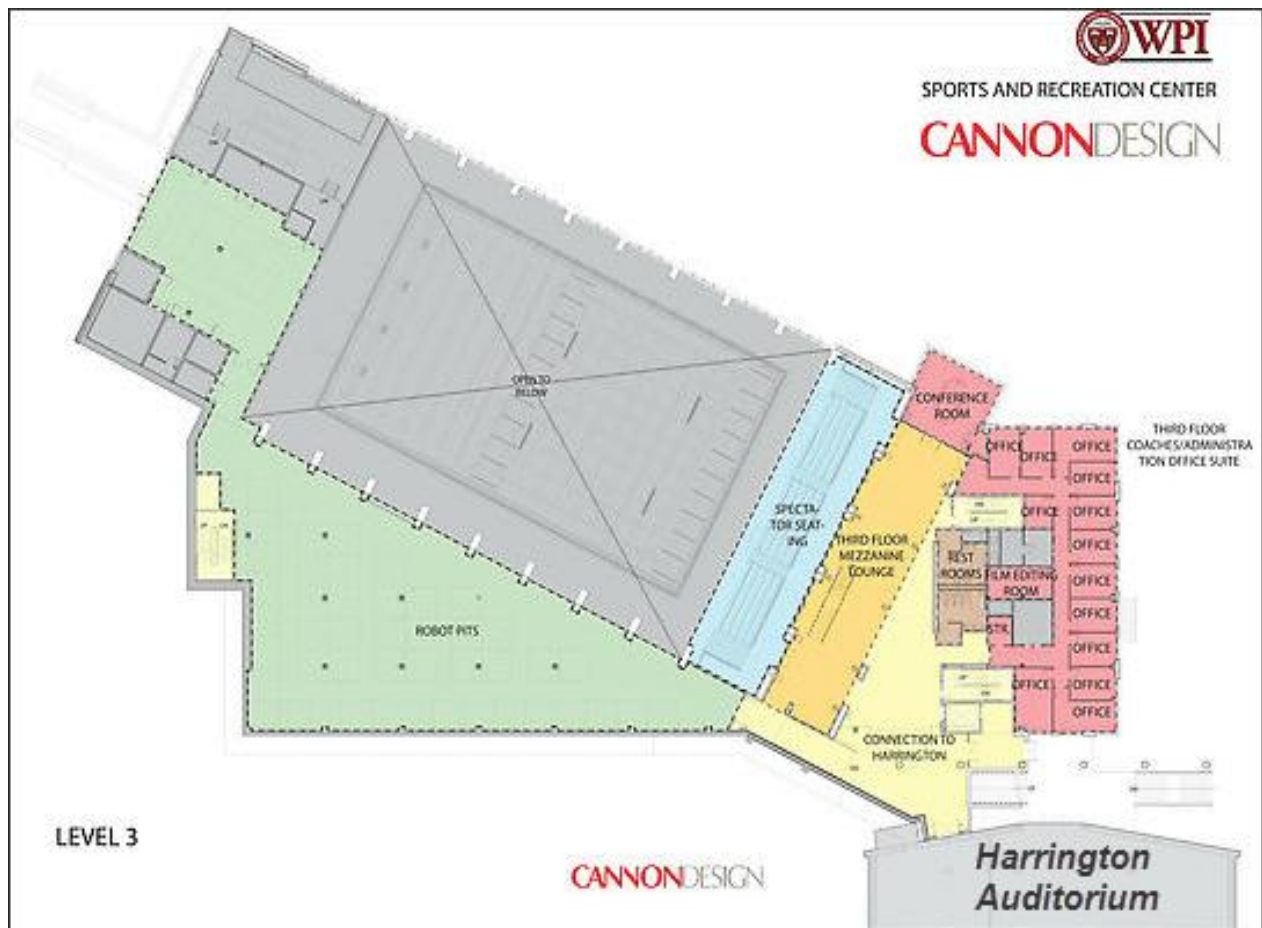 WPI
SPORTS AND RECREATION CENTER
CANNONDESIGN
OPEN TO
BELOW
CONFERENCE
ROOM
THIRD FLOOR
COACHES/ADMINISTRA
TION OFFICE SUITE
OFFICE
OFFICE
OFFICE
OFFICE
OFFICE
OFFICE
SPECTA-
TOR SEAT-
ING
THIRD FLOOR
MEZZANINE
LOUNGE
OFFICE
REST
ROOMS
FILM EDITING
ROOM
OFFICE
OFFICE
STR.
ROBOT PITS
OFFICE
OFFICE
OFFICE
OFFICE
CONNECTION TO
HARRINGTON
LEVEL 3
CANNONDESIGN
Harrington
Auditorium